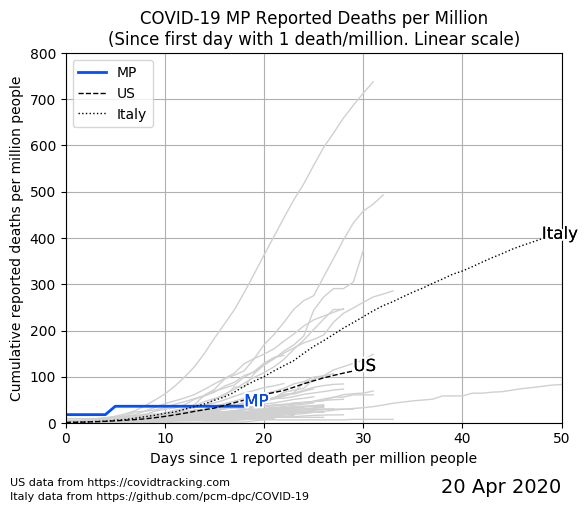 COVID-19 MP Reported Deaths per Million
(Since first day with 1 death/million. Linear scale)
Cumulative reported deaths per million people
800
700
600
500
400
300
200
100
0
MP
US
Italy
Italy
US
MP
0
10
20
30
40
50
Days since 1 reported death per million people
US data from https://covidtracking.com
Italy data from https://github.com/pcm-dpc/COVID-19
20 Apr 2020